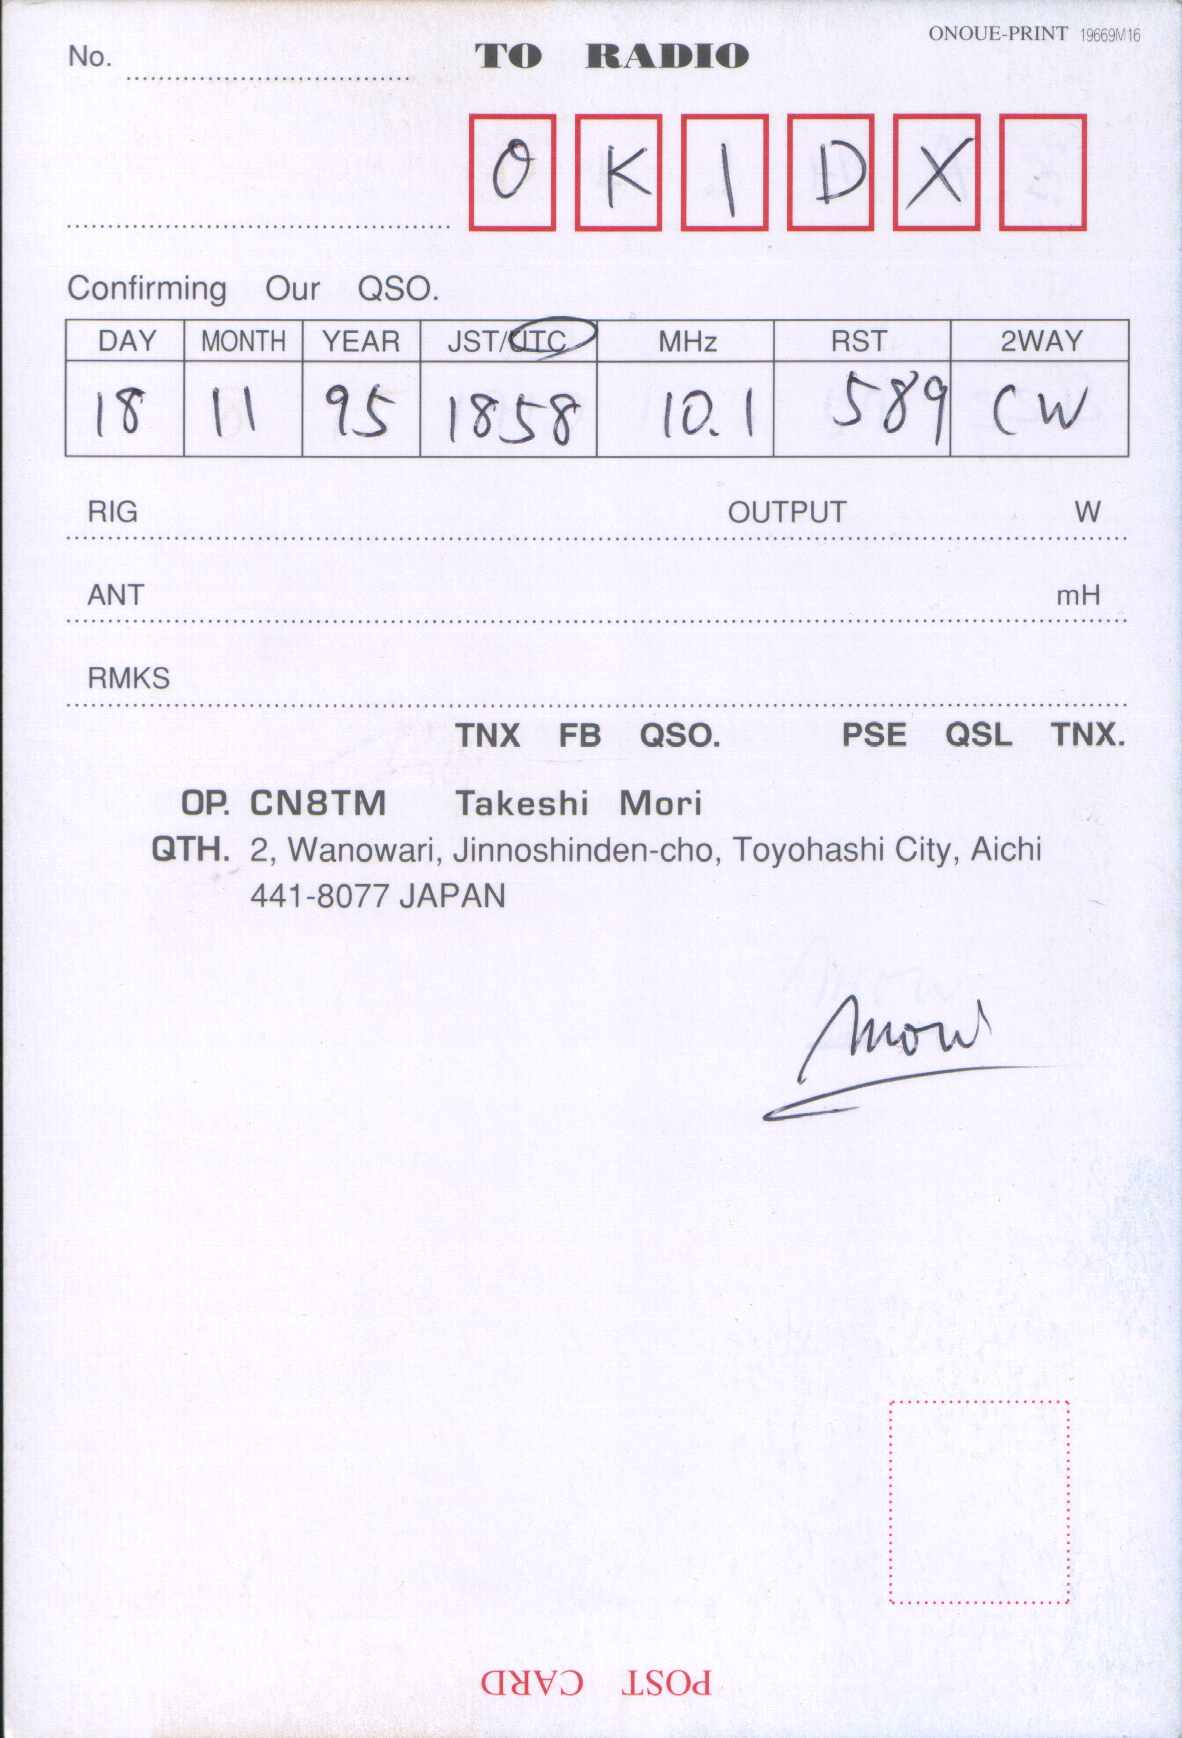 ONOUE-PRINT 19669M16
No. TO RADIO
OK1DX
Confirming Our QSO.
DAY MONTH YEAR JST/UTC MHz RST 2WAY
18 11 95 1858 10.1 589 CW
RIG OUTPUT W
ANT mH
RMKS
TNX FB QSO. PSE QSL TNX.
OP. CN8TM Takeshi Mori
QTH. 2, Wanowari, Jinnoshinden-cho, Toyohashi City, Aichi
441-8077 JAPAN
Mori
POST CARD